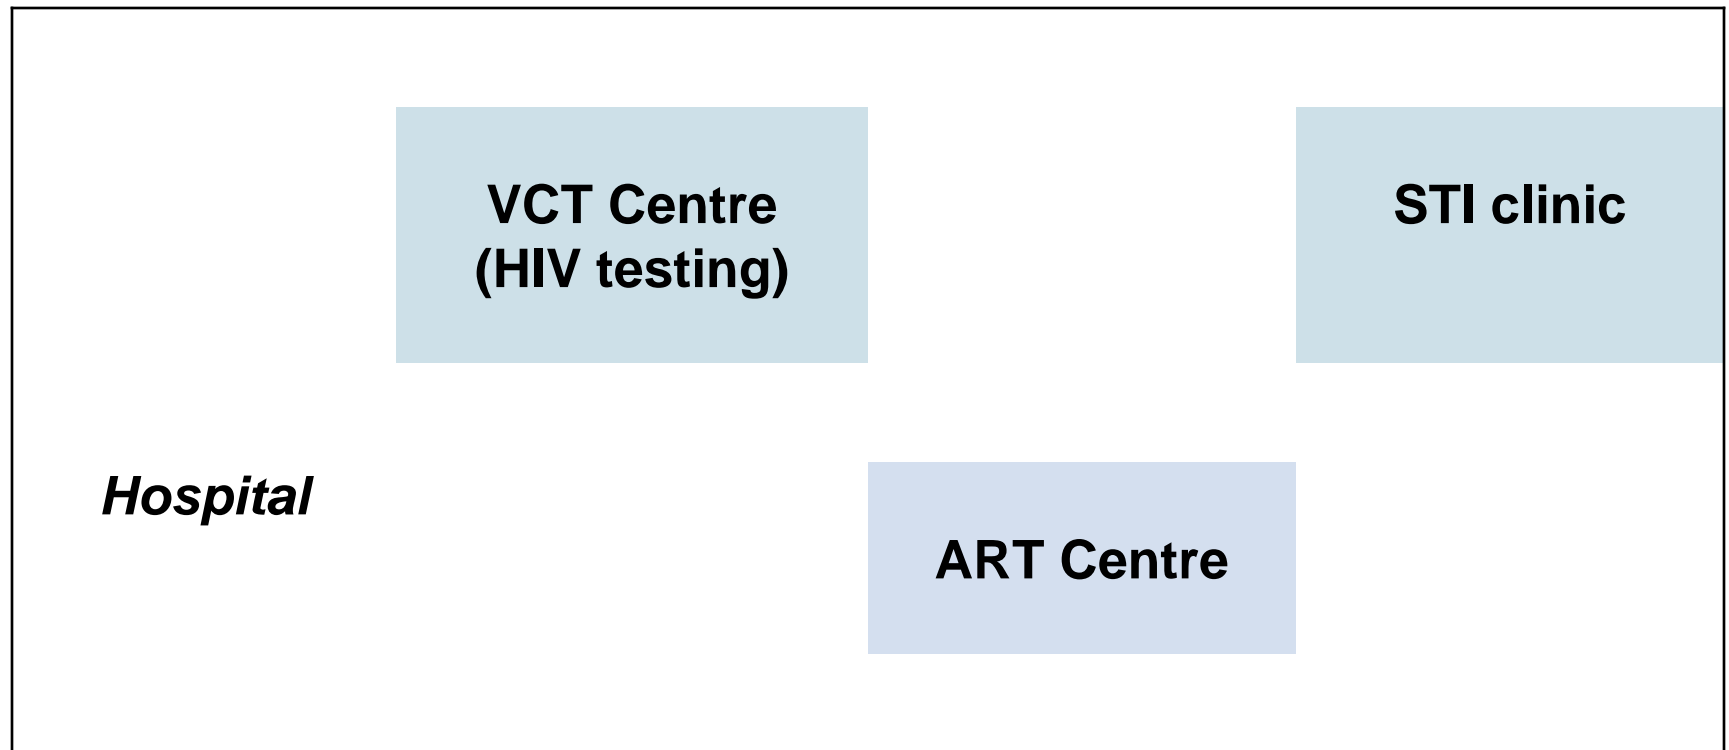 VCT Centre
(HIV testing)
STI clinic
Hospital
ART Centre